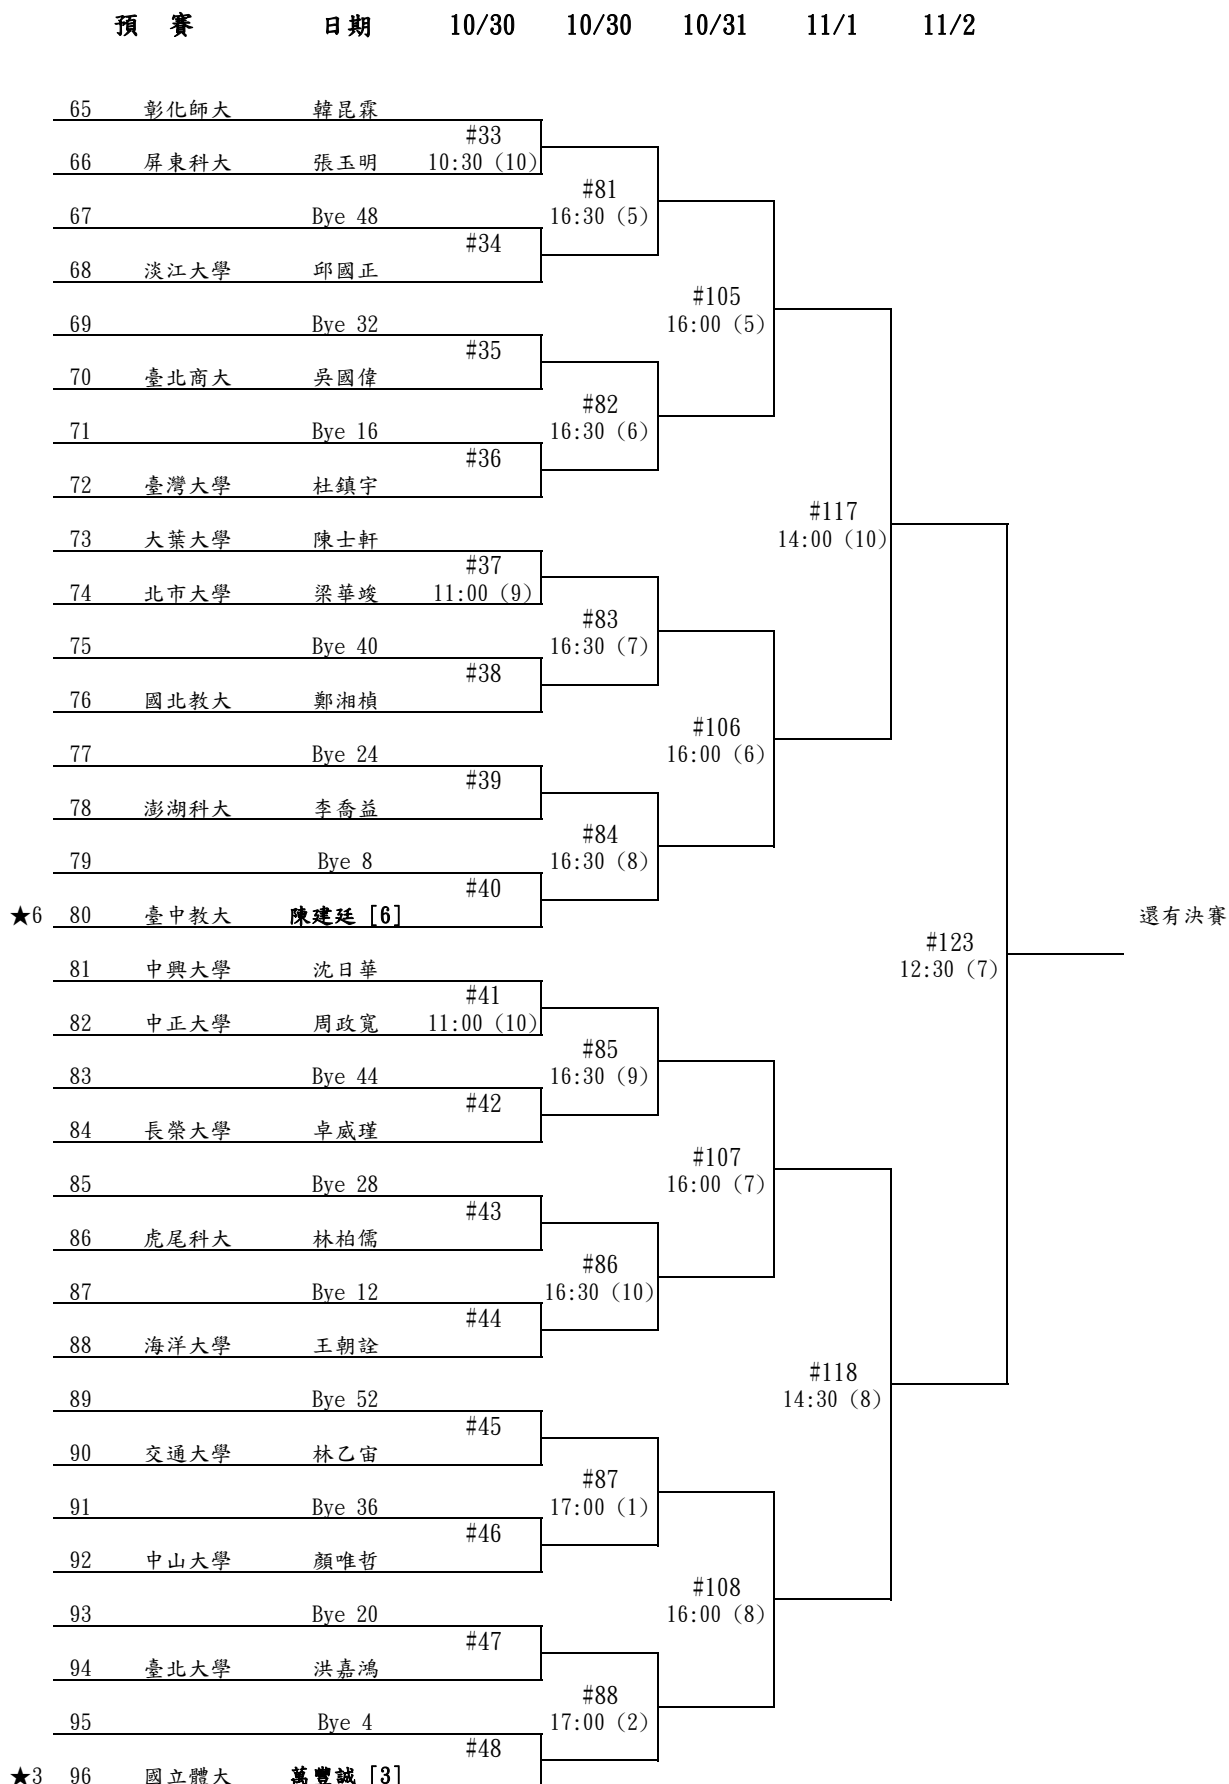 預 賽 日期 10/30 10/30 10/31 11/1 11/2
65 彰化師大 韓昆霖
#33
66 屏東科大 張玉明 10:30 (10)
#81
67 Bye 48 16:30 (5)
#34
68 淡江大學 邱國正
#105
69 Bye 32 16:00 (5)
#35
70 臺北商大 吳國偉
#82
71 Bye 16 16:30 (6)
#36
72 臺灣大學 杜鎮宇
#117
73 大葉大學 陳士軒 14:00 (10)
#37
74 北市大學 梁華竣 11:00 (9)
#83
75 Bye 40 16:30 (7)
#38
76 國北教大 鄭湘楨
#106
77 Bye 24 16:00 (6)
#39
78 澎湖科大 李喬益
#84
79 Bye 8 16:30 (8)
#40
★6 80 臺中教大 陳建廷 [6] 還有決賽
#123
81 中興大學 沈日華 12:30 (7)
#41
82 中正大學 周政寬 11:00 (10)
#85
83 Bye 44 16:30 (9)
#42
84 長榮大學 卓威瑾
#107
85 Bye 28 16:00 (7)
#43
86 虎尾科大 林柏儒
#86
87 Bye 12 16:30 (10)
#44
88 海洋大學 王朝詮
#118
89 Bye 52 14:30 (8)
#45
90 交通大學 林乙宙
#87
91 Bye 36 17:00 (1)
#46
92 中山大學 顏唯哲
#108
93 Bye 20 16:00 (8)
#47
94 臺北大學 洪嘉鴻
#88
95 Bye 4 17:00 (2)
#48
★3 96 國立體大 萬豐誠 [3]